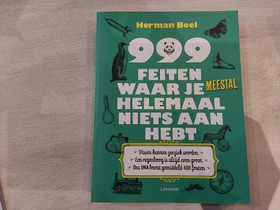 Herman Boel
999
FEITEN
WAAR JE MEESTAL
HELEMAAL
NIETS AAN
HEBT
Vissen kunnen zeeziek worden
Een regenboog is altijd even groot
Ons DNA bevat gemiddeld 400 fouten
LANNOO